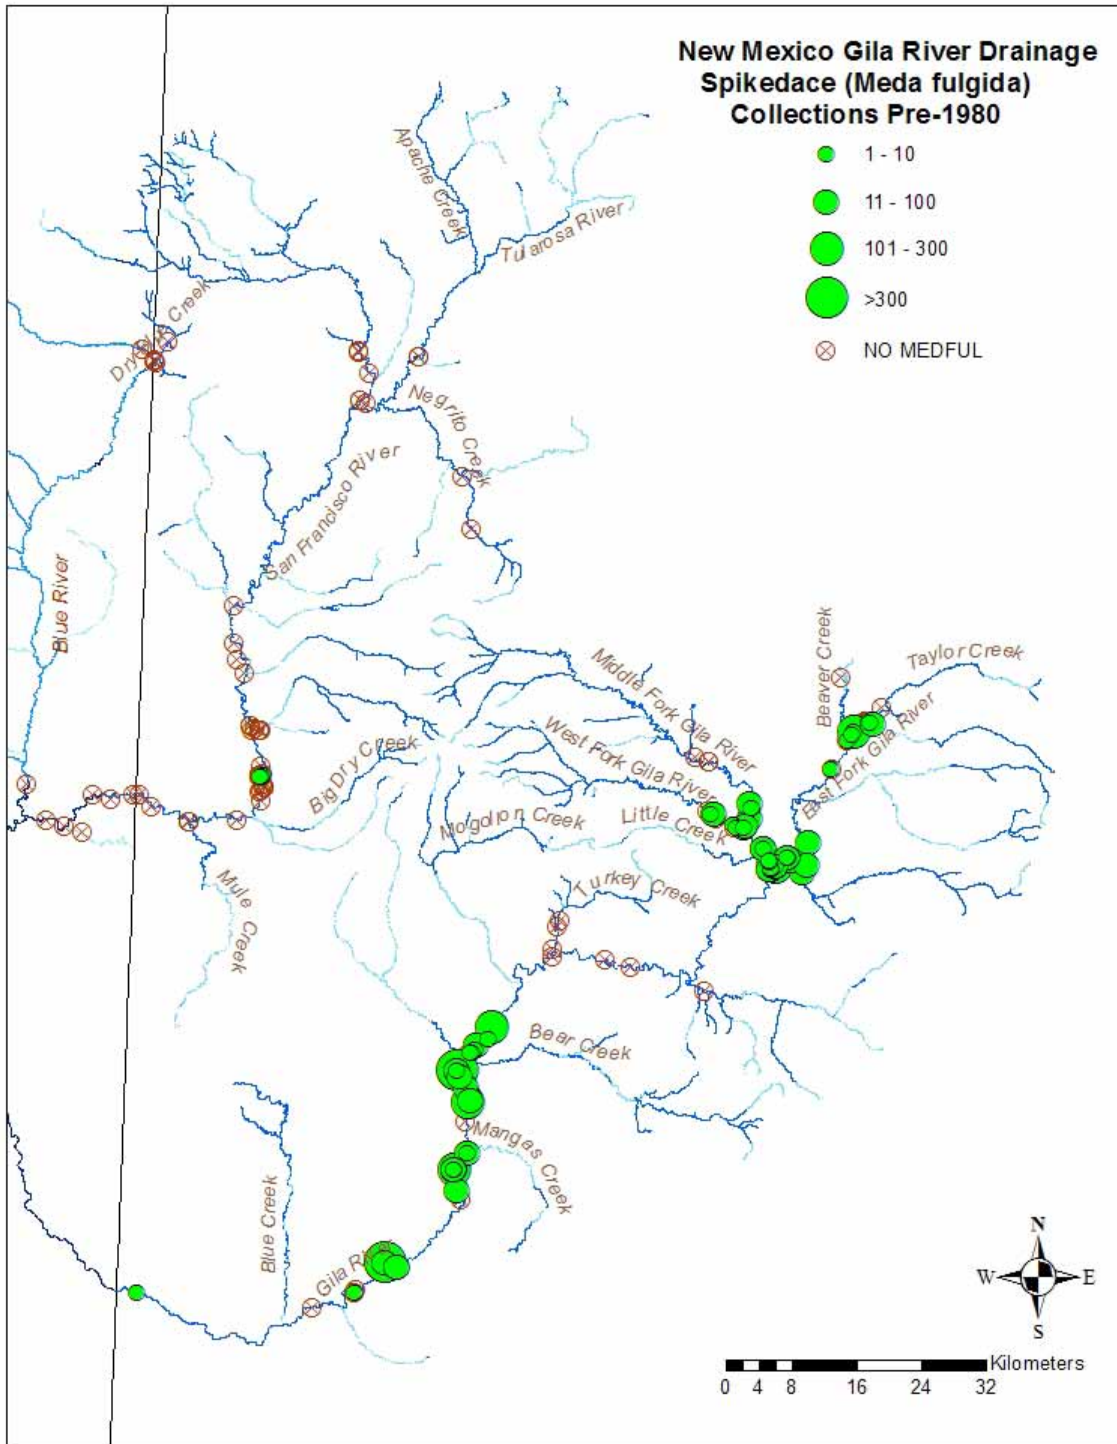 New Mexico Gila River Drainage
Spikedace (Meda fulgida)
Collections Pre-1980
1 - 10
11 - 100
101 - 300
>300
NO MEDFUL
Apache Creek
Tularosa River
Dry Blue Creek
Negrito Creek
San Francisco River
Blue River
Middle Fork Gila River
Beaver Creek
Taylor Creek
West Fork Gila River
East Fork Gila River
Big Dry Creek
Mogollon Creek
Little Creek
Mule Creek
Turkey Creek
Bear Creek
Mangas Creek
Blue Creek
Gila River
N
W E
S
Kilometers
0 4 8 16 24 32